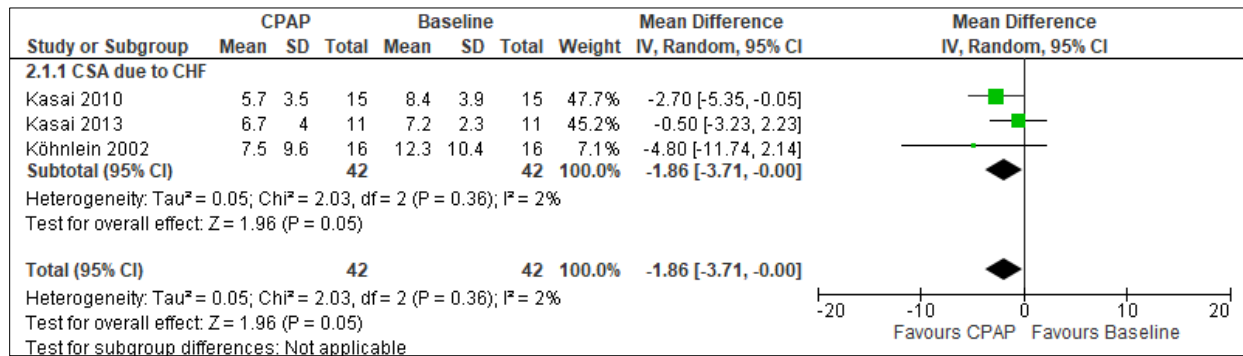 CPAP Baseline Mean Difference Mean Difference
Study or Subgroup Mean SD Total Mean SD Total Weight IV, Random, 95% CI IV, Random, 95% CI
2.1.1 CSA due to CHF
Kasai 2010 5.7 3.5 15 8.4 3.9 15 47.7% -2.70 [-5.35, -0.05]
Kasai 2013 6.7 4 11 7.2 2.3 11 45.2% -0.50 [-3.23, 2.23]
Köhnlein 2002 7.5 9.6 16 12.3 10.4 16 7.1% -4.80 [-11.74, 2.14]
Subtotal (95% CI) 42 42 100.0% -1.86 [-3.71, -0.00]
Heterogeneity: Tau² = 0.05; Chi² = 2.03, df = 2 (P = 0.36); I² = 2%
Test for overall effect: Z = 1.96 (P = 0.05)
Total (95% CI) 42 42 100.0% -1.86 [-3.71, -0.00]
Heterogeneity: Tau² = 0.05; Chi² = 2.03, df = 2 (P = 0.36); I² = 2%
Test for overall effect: Z = 1.96 (P = 0.05)
Test for subgroup differences: Not applicable
-20 -10 0 10 20
Favours CPAP Favours Baseline